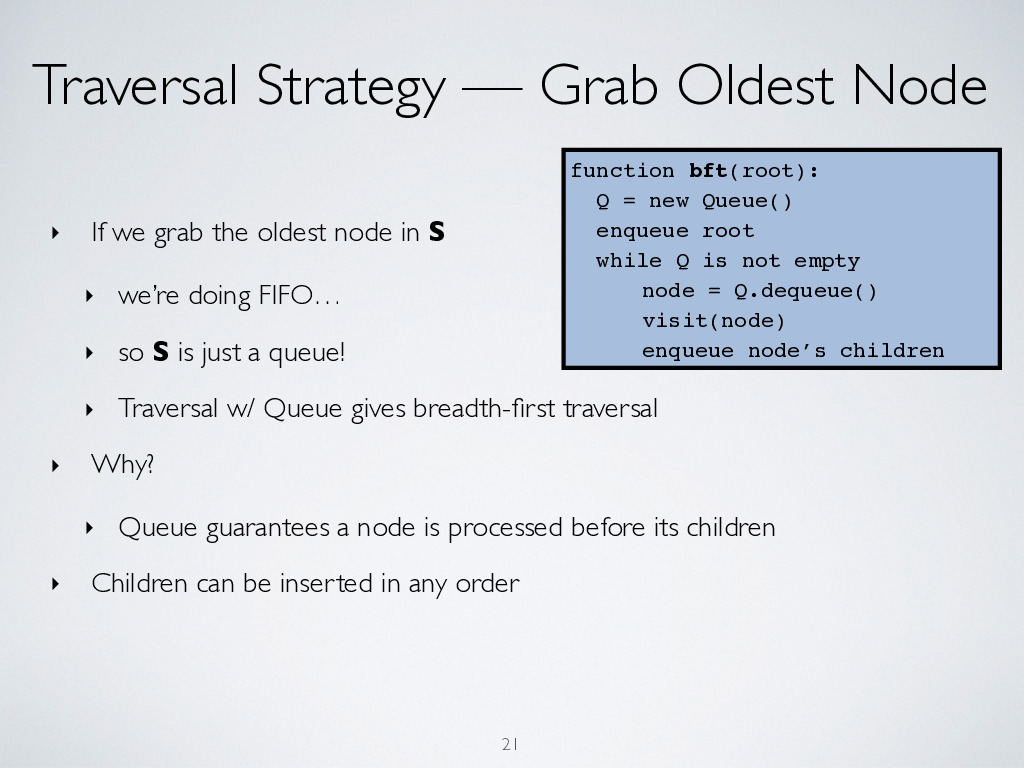 Traversal Strategy — Grab Oldest Node
function bft(root):
Q = new Queue()
enqueue root
while Q is not empty
node = Q.dequeue()
visit(node)
enqueue node’s children
‣ If we grab the oldest node in S
‣ we’re doing FIFO…
‣ so S is just a queue!
‣ Traversal w/ Queue gives breadth-first traversal
‣ Why?
‣ Queue guarantees a node is processed before its children
‣ Children can be inserted in any order
21